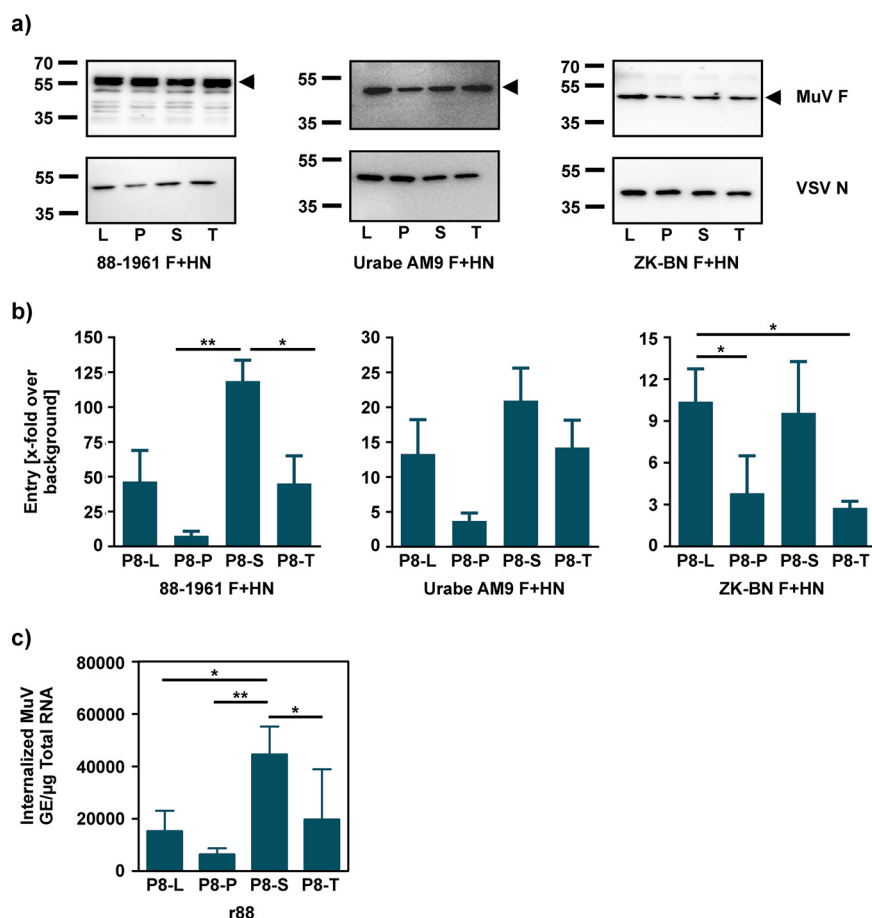 a)
70
55
35
55
35
55
35
55
35
70
55
35
55
35
MuV F
VSV N
L P S T
L P S T
L P S T
88-1961 F+HN
Urabe AM9 F+HN
ZK-BN F+HN
b)
Entry [x-fold over
background]
150
125
100
75
50
25
0
** *
P8-L P8-P P8-S P8-T
88-1961 F+HN
30
25
20
15
10
5
0
P8-L P8-P P8-S P8-T
Urabe AM9 F+HN
15
12
9
6
3
0
*
*
P8-L P8-P P8-S P8-T
ZK-BN F+HN
c)
Internalized MuV
GE/µg Total RNA
80000
60000
40000
20000
0
*
**
*
P8-L P8-P P8-S P8-T
r88